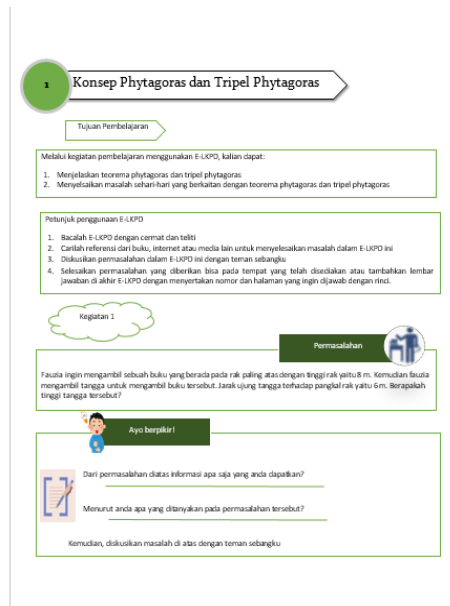 1
Konsep Phytagoras dan Tripel Phytagoras
Tujuan Pembelajaran
Melalui kegiatan pembelajaran menggunakan E-LKPD, kalian dapat:
1. Menjelaskan teorema phytagoras dan tripel phytagoras
2. Menyelsaikan masalah sehari-hari yang berkaitan dengan teorema phytagoras dan tripel phytagoras
Petunjuk penggunaan E-LKPD
1. Bacalah E-LKPD dengan cermat dan teliti
2. Carilah referensi dari buku, internet atau media lain untuk menyelesaikan masalah dalam E-LKPD ini
3. Diskusikan permasalahan dalam E-LKPD ini dengan teman sebangku
4. Selesaikan permasalahan yang diberikan bisa pada tempat yang telah disediakan atau tambahkan lembar
jawaban di akhir E-LKPD dengan menyertakan nomor dan halaman yang ingin dijawab dengan rinci.
Kegiatan 1
Permasalahan
Fauzia ingin mengambil sebuah buku yang berada pada rak paling atas dengan tinggi rak yaitu 8 m. Kemudian fauzia
mengambil tangga untuk mengambil buku tersebut. Jarak ujung tangga terhadap pangkal rak yaitu 6 m. Berapakah
tinggi tangga tersebut?
Ayo berpikir!
Dari permasalahan diatas informasi apa saja yang anda dapatkan?
Menurut anda apa yang ditanyakan pada permasalahan tersebut?
Kemudian, diskusikan masalah di atas dengan teman sebangku